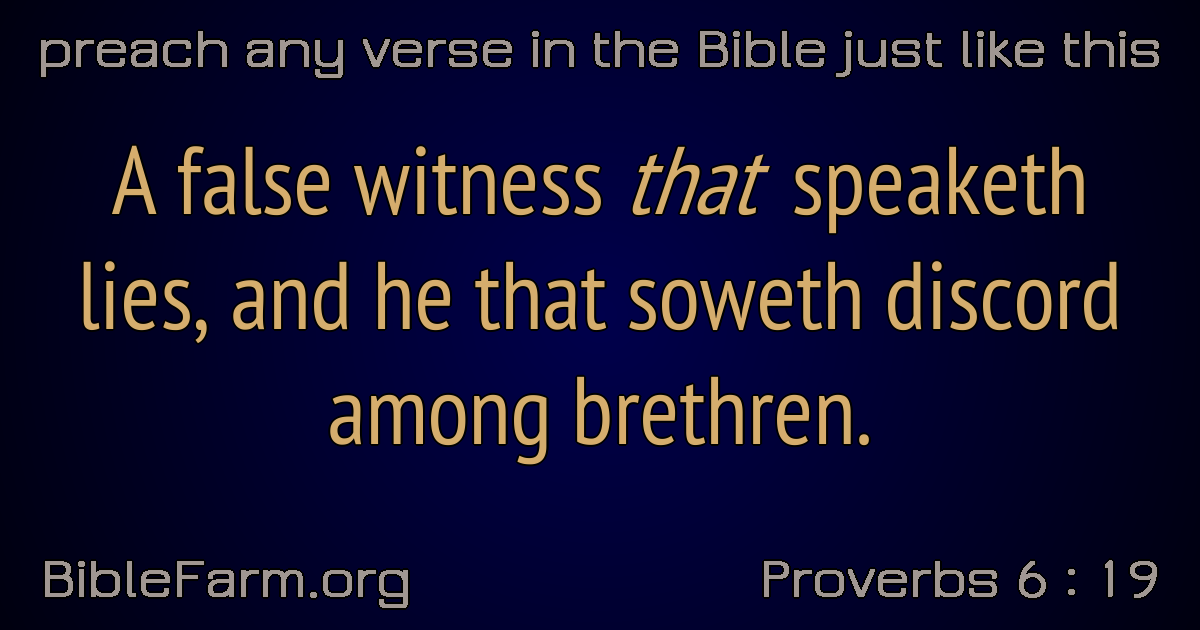 preach any verse in the Bible just like this
A false witness that speaketh
lies, and he that soweth discord
among brethren.
BibleFarm.org
Proverbs 6 : 19